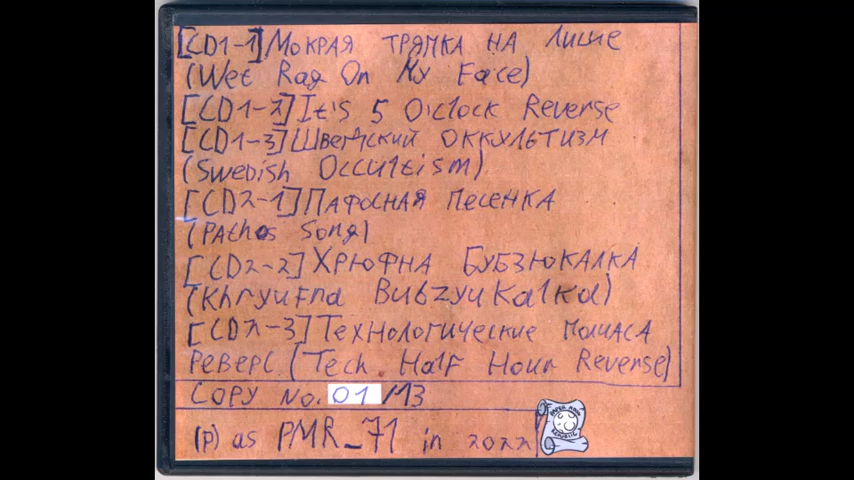 [CD1-1] Мокрая тряпка на лице
(Wet Rag On My Face)
[CD1-2] It's 5 O'clock Reverse
[CD1-3] Шведский оккультизм
(Swedish Occultism)
[CD2-1] Пафосная песенка
(Pathos Song)
[CD2-2] Хрюфна Бубзюкалка
(Khryufna Bubzyukalka)
[CD2-3] Технологические полчаса
реверс (Tech Half Hour Reverse)
COPY No. 01/13
(p) as PMR_71 in 2022